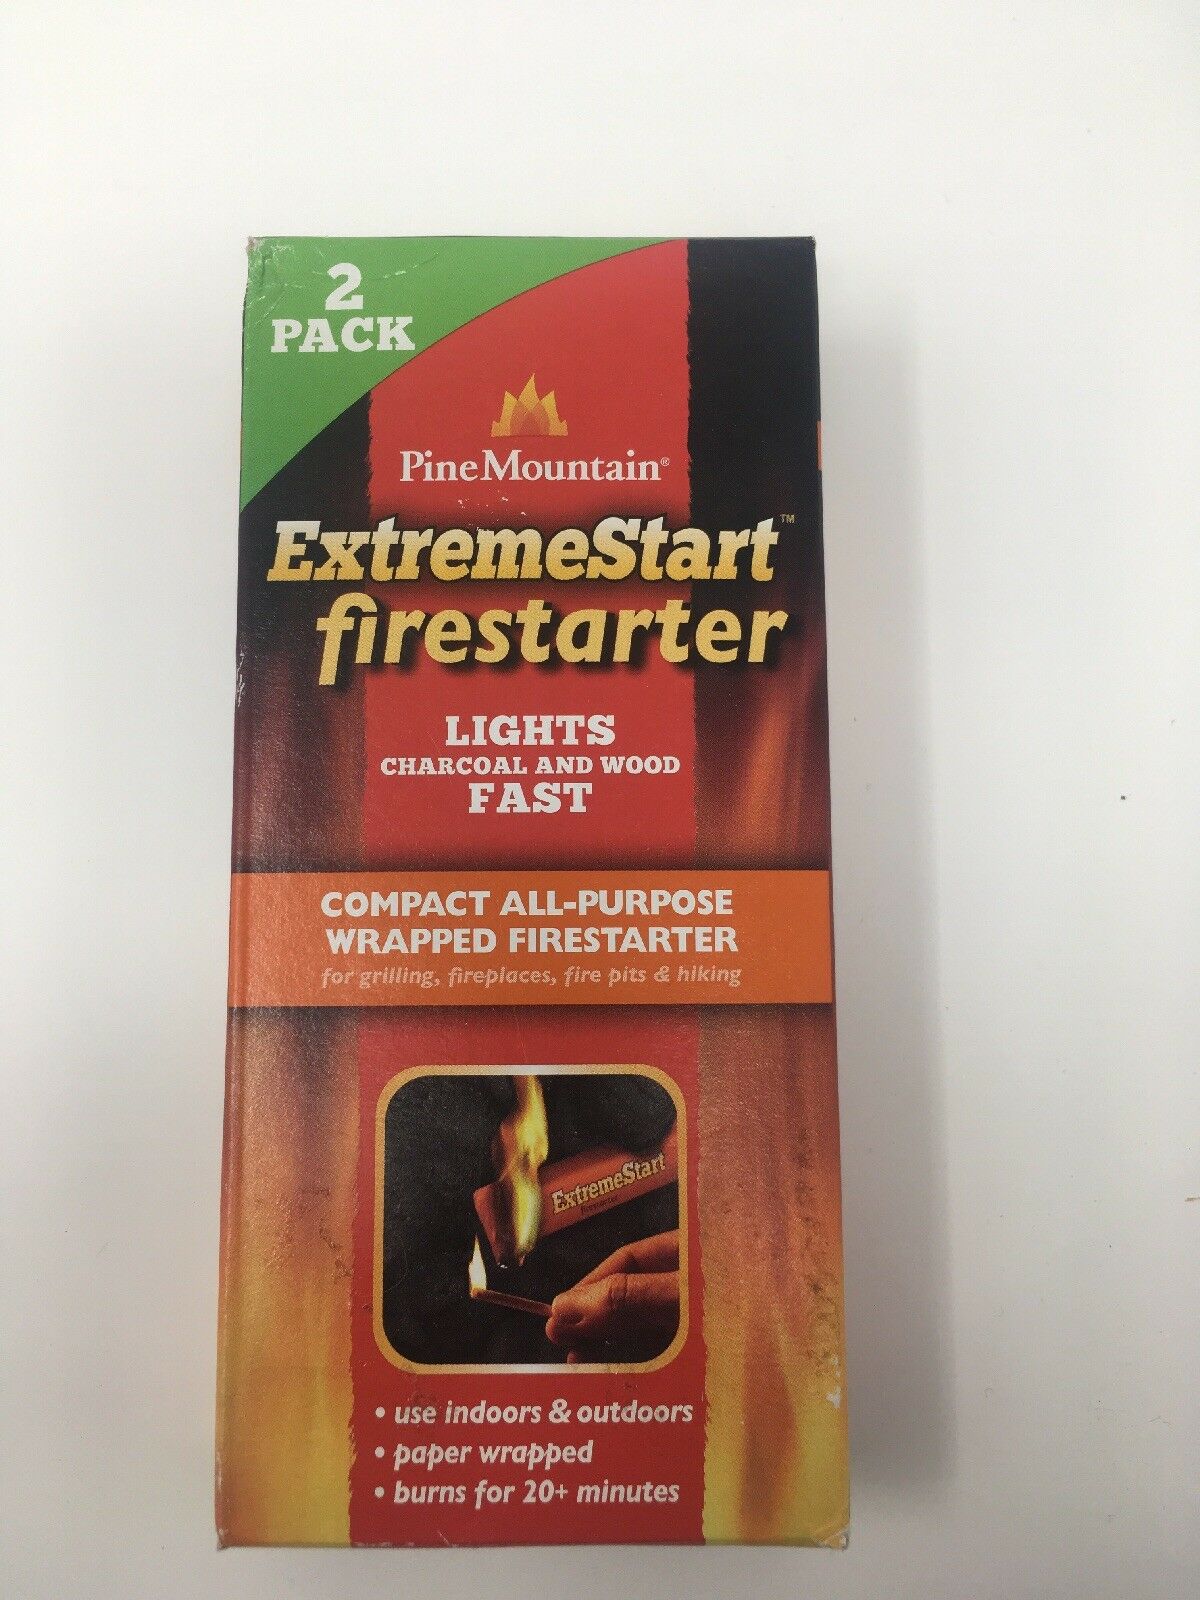 2
PACK
PineMountain®
ExtremeStart™
firestarter
LIGHTS
CHARCOAL AND WOOD
FAST
COMPACT ALL-PURPOSE
WRAPPED FIRESTARTER
for grilling, fireplaces, fire pits & hiking
ExtremeStart
firestarter
• use indoors & outdoors
• paper wrapped
• burns for 20+ minutes